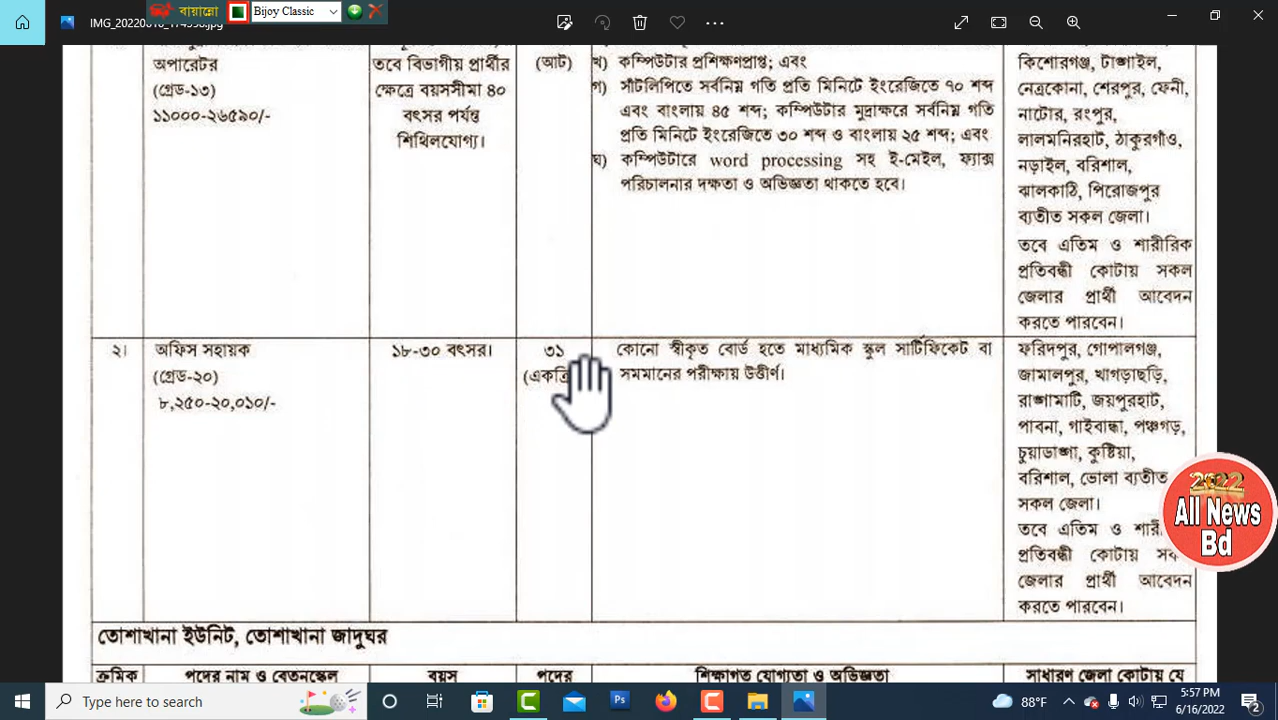 IMG_20220616_174358.jpg
বায়ান্নো
Bijoy Classic
অপারেটর
(গ্রেড-১৩)
১১০০০-২৬৫৯০/-
তবে বিভাগীয় প্রার্থীর
ক্ষেত্রে বয়সসীমা ৪০
বৎসর পর্যন্ত
শিথিলযোগ্য।
(আট)
খ) কম্পিউটার প্রশিক্ষণপ্রাপ্ত; এবং
গ) সাঁটলিপিতে সর্বনিম্ন গতি প্রতি মিনিটে ইংরেজিতে ৭০ শব্দ
এবং বাংলায় ৪৫ শব্দ; কম্পিউটার মুদ্রাক্ষরে সর্বনিম্ন গতি
প্রতি মিনিটে ইংরেজিতে ৩০ শব্দ ও বাংলায় ২৫ শব্দ; এবং
ঘ) কম্পিউটারে word processing সহ ই-মেইল, ফ্যাক্স
পরিচালনার দক্ষতা ও অভিজ্ঞতা থাকতে হবে।
কিশোরগঞ্জ, টাঙ্গাইল,
নেত্রকোনা, শেরপুর, ফেনী,
নাটোর, রংপুর,
লালমনিরহাট, ঠাকুরগাঁও,
নড়াইল, বরিশাল,
ঝালকাঠি, পিরোজপুর
ব্যতীত সকল জেলা।
তবে এতিম ও শারীরিক
প্রতিবন্ধী কোটায় সকল
জেলার প্রার্থী আবেদন
করতে পারবেন।
২।
অফিস সহায়ক
(গ্রেড-২০)
৮,২৫০-২০,০১০/-
১৮-৩০ বৎসর।
৩১
(একত্রি
কোনো স্বীকৃত বোর্ড হতে মাধ্যমিক স্কুল সার্টিফিকেট বা
সমমানের পরীক্ষায় উত্তীর্ণ।
ফরিদপুর, গোপালগঞ্জ,
জামালপুর, খাগড়াছড়ি,
রাঙ্গামাটি, জয়পুরহাট,
পাবনা, গাইবান্ধা, পঞ্চগড়,
চুয়াডাঙ্গা, কুষ্টিয়া,
বরিশাল, ভোলা ব্যতীত
সকল জেলা।
তবে এতিম ও শারী
প্রতিবন্ধী কোটায় সক
জেলার প্রার্থী আবেদন
করতে পারবেন।
2022
All News
Bd
তোশাখানা ইউনিট, তোশাখানা জাদুঘর
ক্রমিক
পদের নাম ও বেতনস্কেল
বয়স
পদের
শিক্ষাগত যোগ্যতা ও অভিজ্ঞতা
সাধারণ জেলা কোটায় যে
Type here to search
88°F
5:57 PM
6/16/2022
2